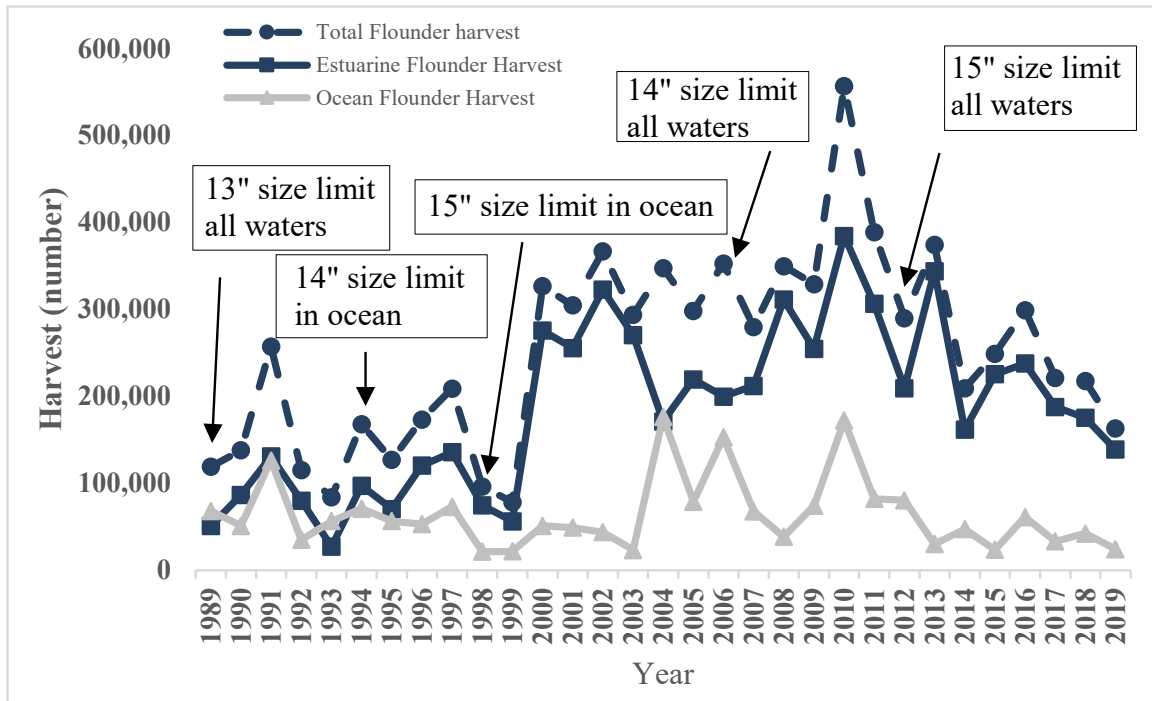 Total Flounder harvest
Estuarine Flounder Harvest
Ocean Flounder Harvest
600,000
500,000
400,000
300,000
200,000
100,000
0
Harvest (number)
13" size limit
all waters
14" size limit
in ocean
15" size limit in ocean
14" size limit
all waters
15" size limit
all waters
1989
1990
1991
1992
1993
1994
1995
1996
1997
1998
1999
2000
2001
2002
2003
2004
2005
2006
2007
2008
2009
2010
2011
2012
2013
2014
2015
2016
2017
2018
2019
Year